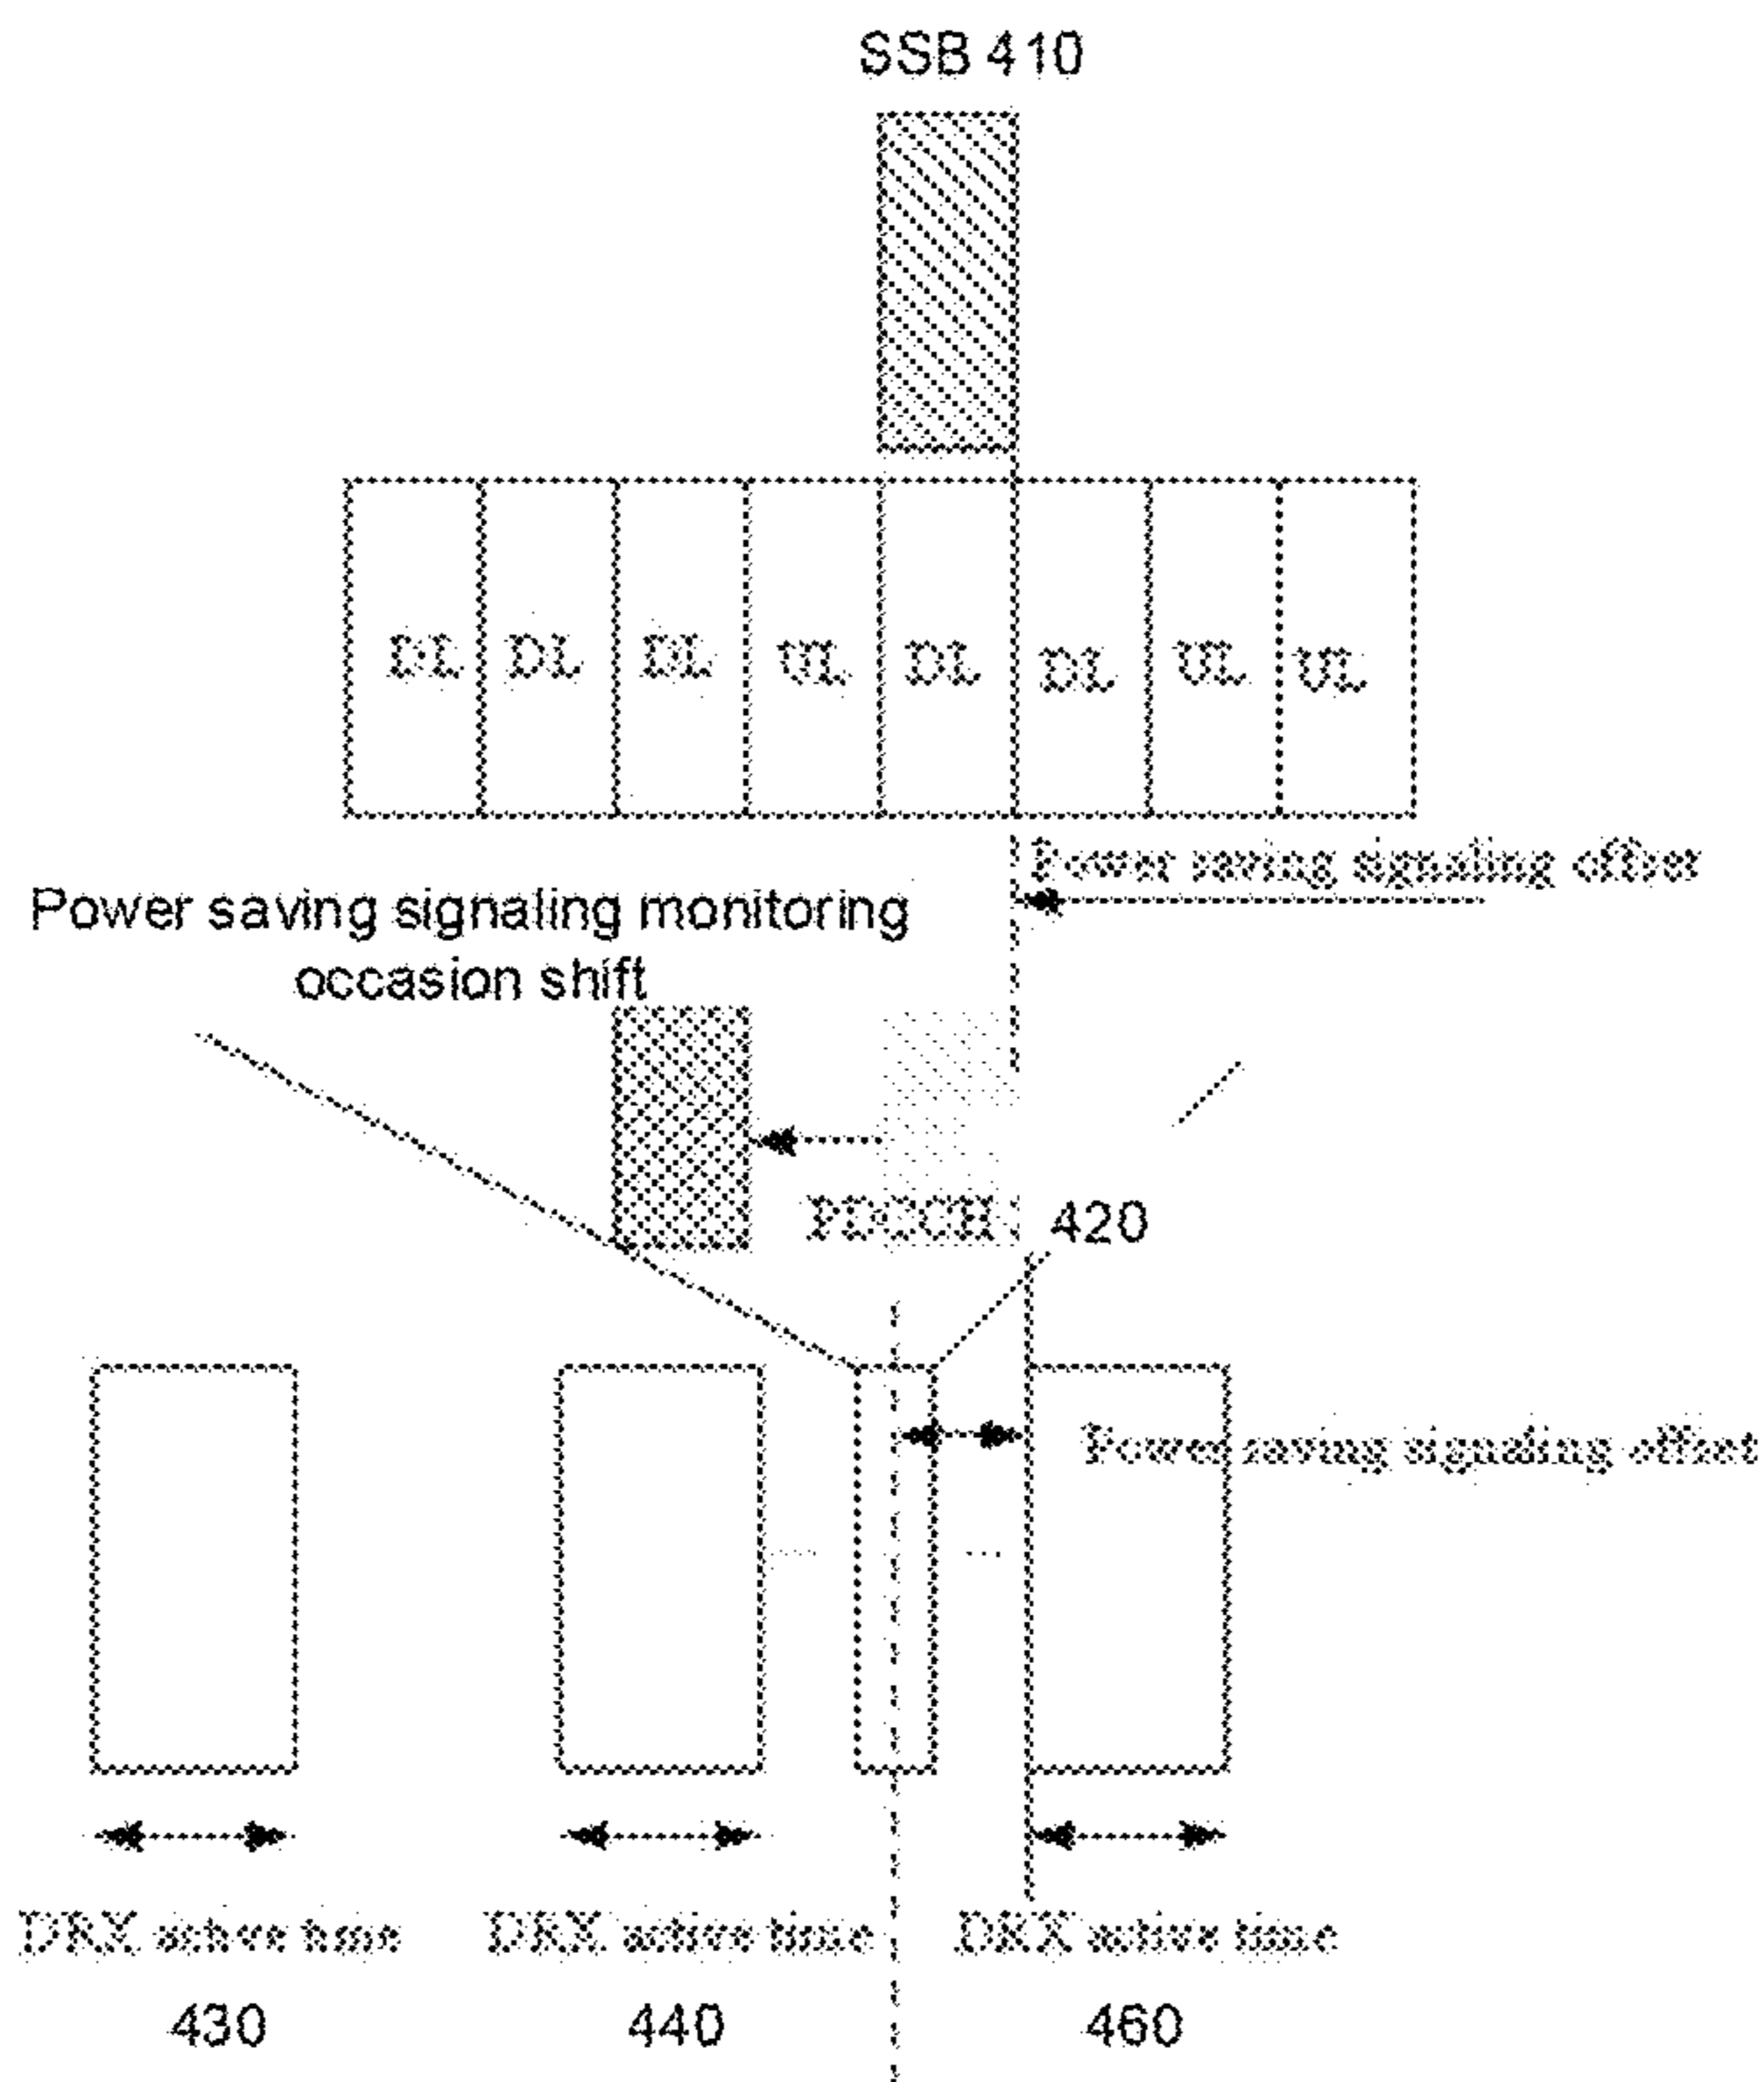 SSB 410
DL DL DL UL DL DL UL UL
Power saving signaling offset
Power saving signaling monitoring
occasion shift
PDCCH
420
Power saving signaling offset
DRX active time DRX active time DRX active time
430 440 460